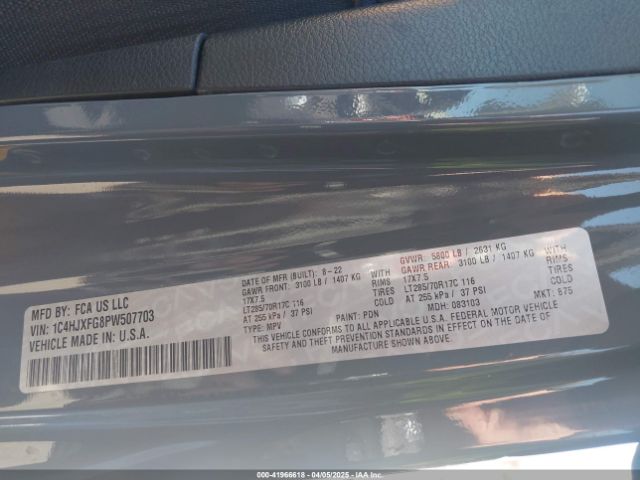 MFD BY: FCA US LLC
VIN: 1C4HJXFG8PW507703
VEHICLE MADE IN: U.S.A.
DATE OF MFR (BUILT): 8-22
GAWR FRONT: 3100 LB / 1407 KG WITH
17X7.5 RIMS
LT285/70R17C 116 TIRES
AT 255 kPa / 37 PSI COLD
TYPE: MPV PAINT: PDN
GVWR: 5800 LB / 2631 KG
GAWR REAR: 3100 LB / 1407 KG WITH
17X7.5 RIMS
LT285/70R17C 116 TIRES
AT 255 kPa / 37 PSI COLD
MDH: 083103 MKT: 875
THIS VEHICLE CONFORMS TO ALL APPLICABLE U.S.A. FEDERAL MOTOR VEHICLE
SAFETY AND THEFT PREVENTION STANDARDS IN EFFECT ON THE DATE OF
MANUFACTURE SHOWN ABOVE.
000-41966618 - 04/05/2025 - IAA Inc. - Copart